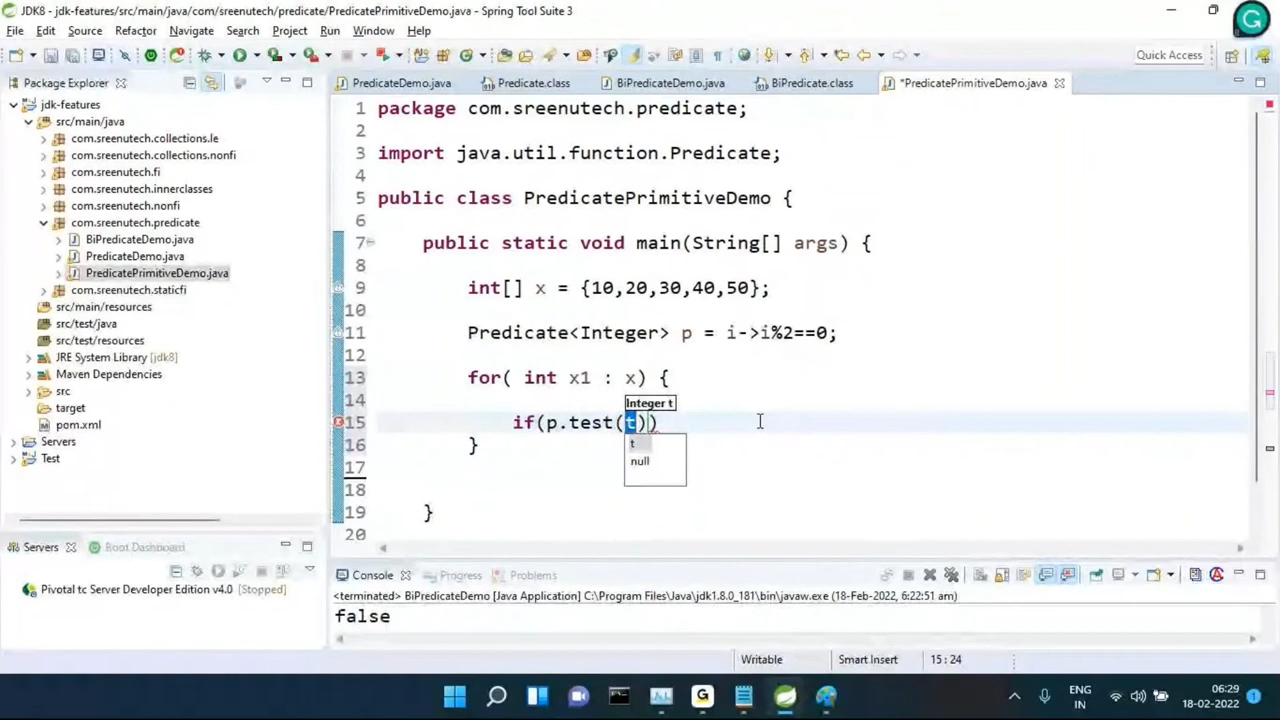 JDK8 - jdk-features/src/main/java/com/sreenutech/predicate/PredicatePrimitiveDemo.java - Spring Tool Suite 3
File Edit Source Refactor Navigate Search Project Run Window Help
Quick Access
Package Explorer
PredicateDemo.java Predicate.class BiPredicateDemo.java BiPredicate.class *PredicatePrimitiveDemo.java
jdk-features
src/main/java
com.sreenutech.collections.le
com.sreenutech.collections.nonfi
com.sreenutech.fi
com.sreenutech.innerclasses
com.sreenutech.nonfi
com.sreenutech.predicate
BiPredicateDemo.java
PredicateDemo.java
PredicatePrimitiveDemo.java
com.sreenutech.staticfi
src/main/resources
src/test/java
src/test/resources
JRE System Library [jdk8]
Maven Dependencies
src
target
pom.xml
Servers
Test
1 package com.sreenutech.predicate;
2
3 import java.util.function.Predicate;
4
5 public class PredicatePrimitiveDemo {
6
7 public static void main(String[] args) {
8
9 int[] x = {10,20,30,40,50};
10
11 Predicate<Integer> p = i->i%2==0;
12
13 for( int x1 : x) {
14
Integer t
15 if(p.test(t))
16 }
17
18
19 }
20
t
null
Servers Boot Dashboard
Pivotal tc Server Developer Edition v4.0 [Stopped]
Console Progress Problems
<terminated> BiPredicateDemo [Java Application] C:\Program Files\Java\jdk1.8.0_181\bin\javaw.exe (18-Feb-2022, 6:22:51 am)
false
Writable Smart Insert 15 : 24
ENG
IN
06:29
18-02-2022
1